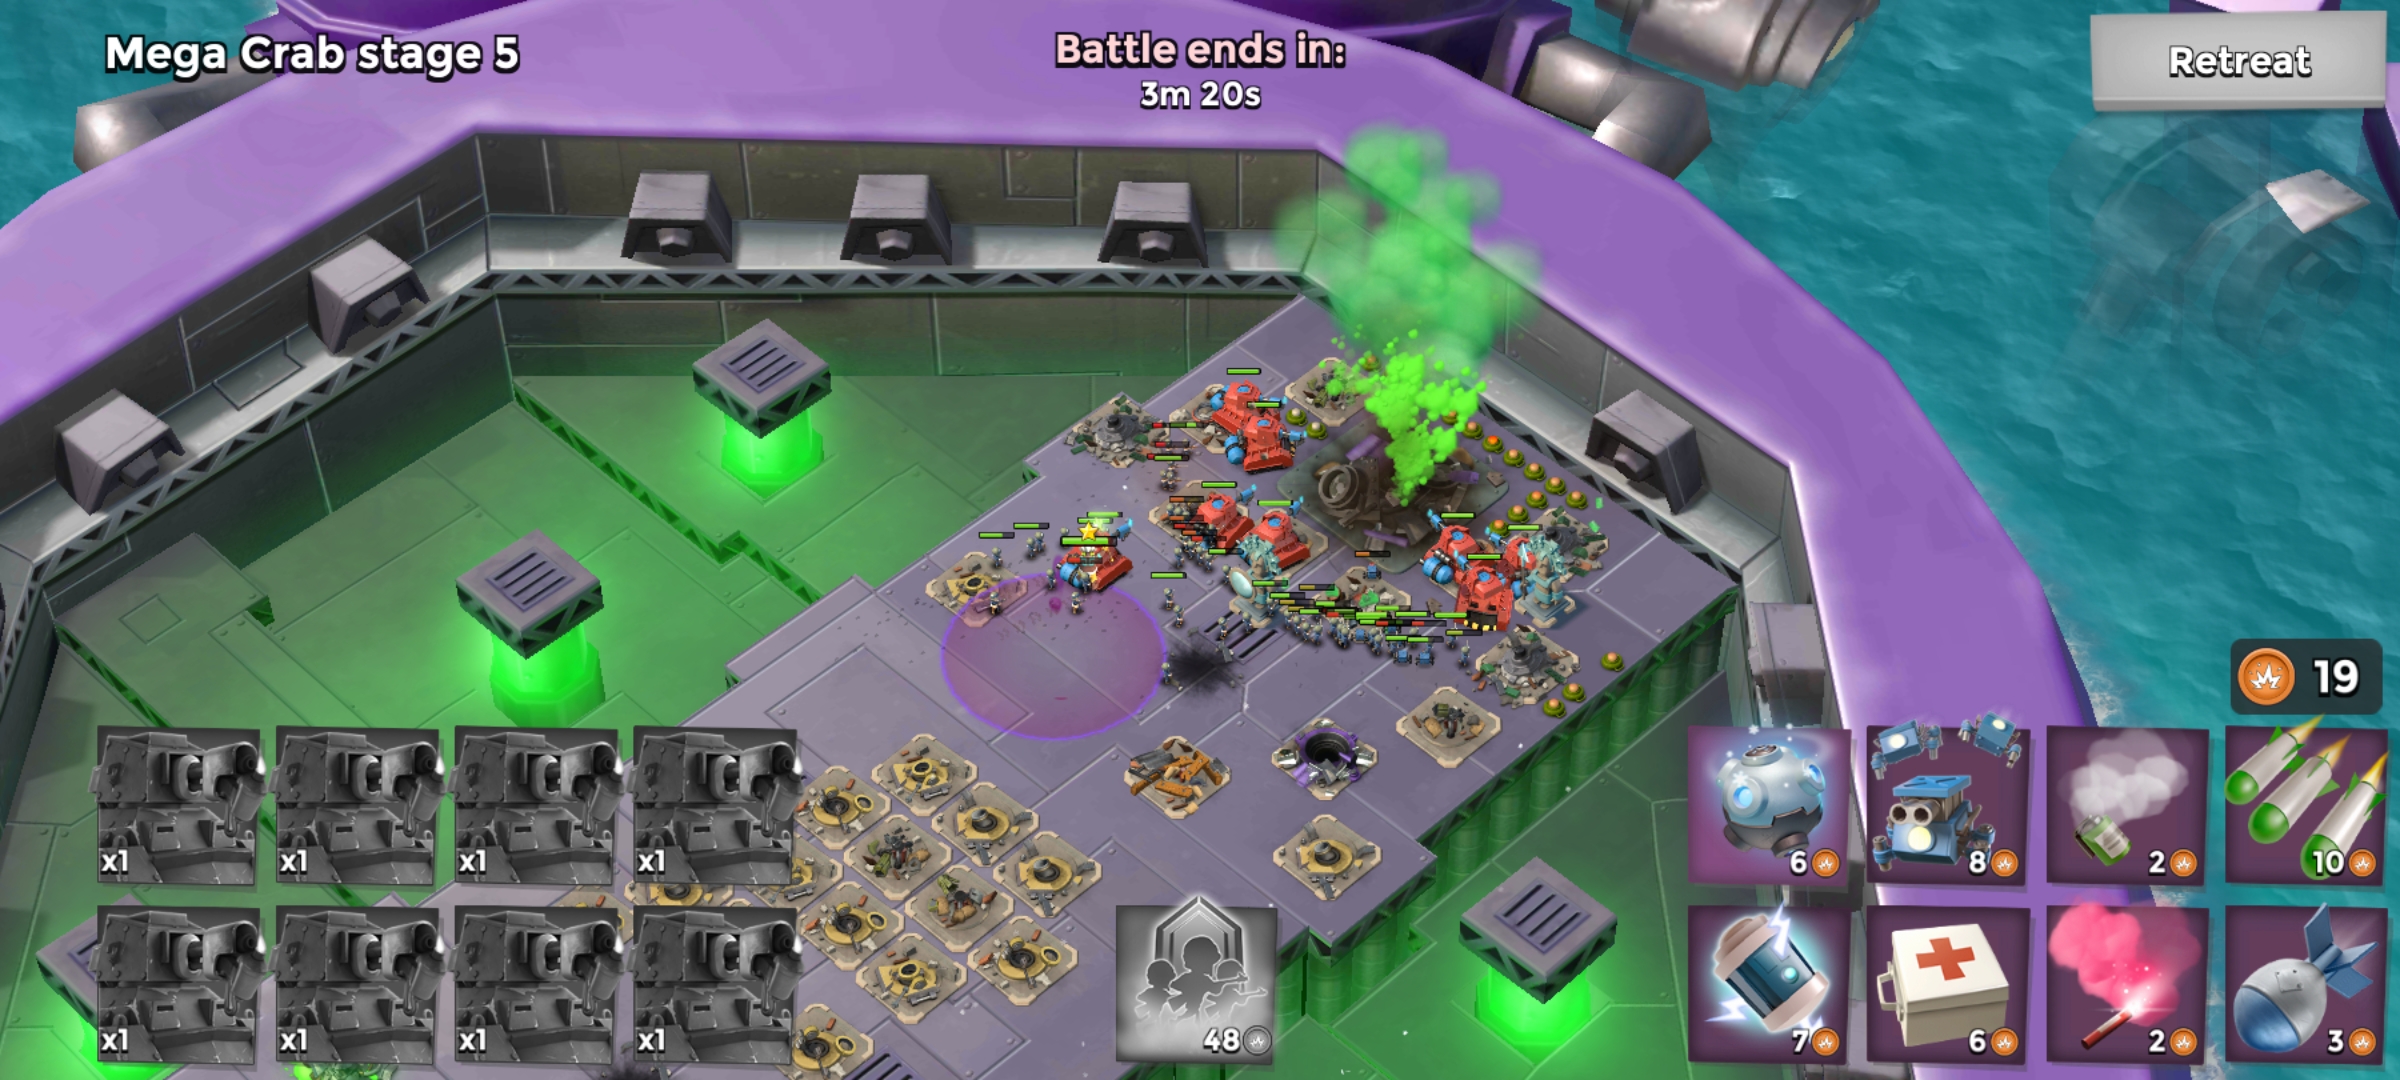 Mega Crab stage 5
Battle ends in:
3m 20s
Retreat
19
x1
x1
x1
x1
6
8
2
10
x1
x1
x1
x1
48
7
6
2
3